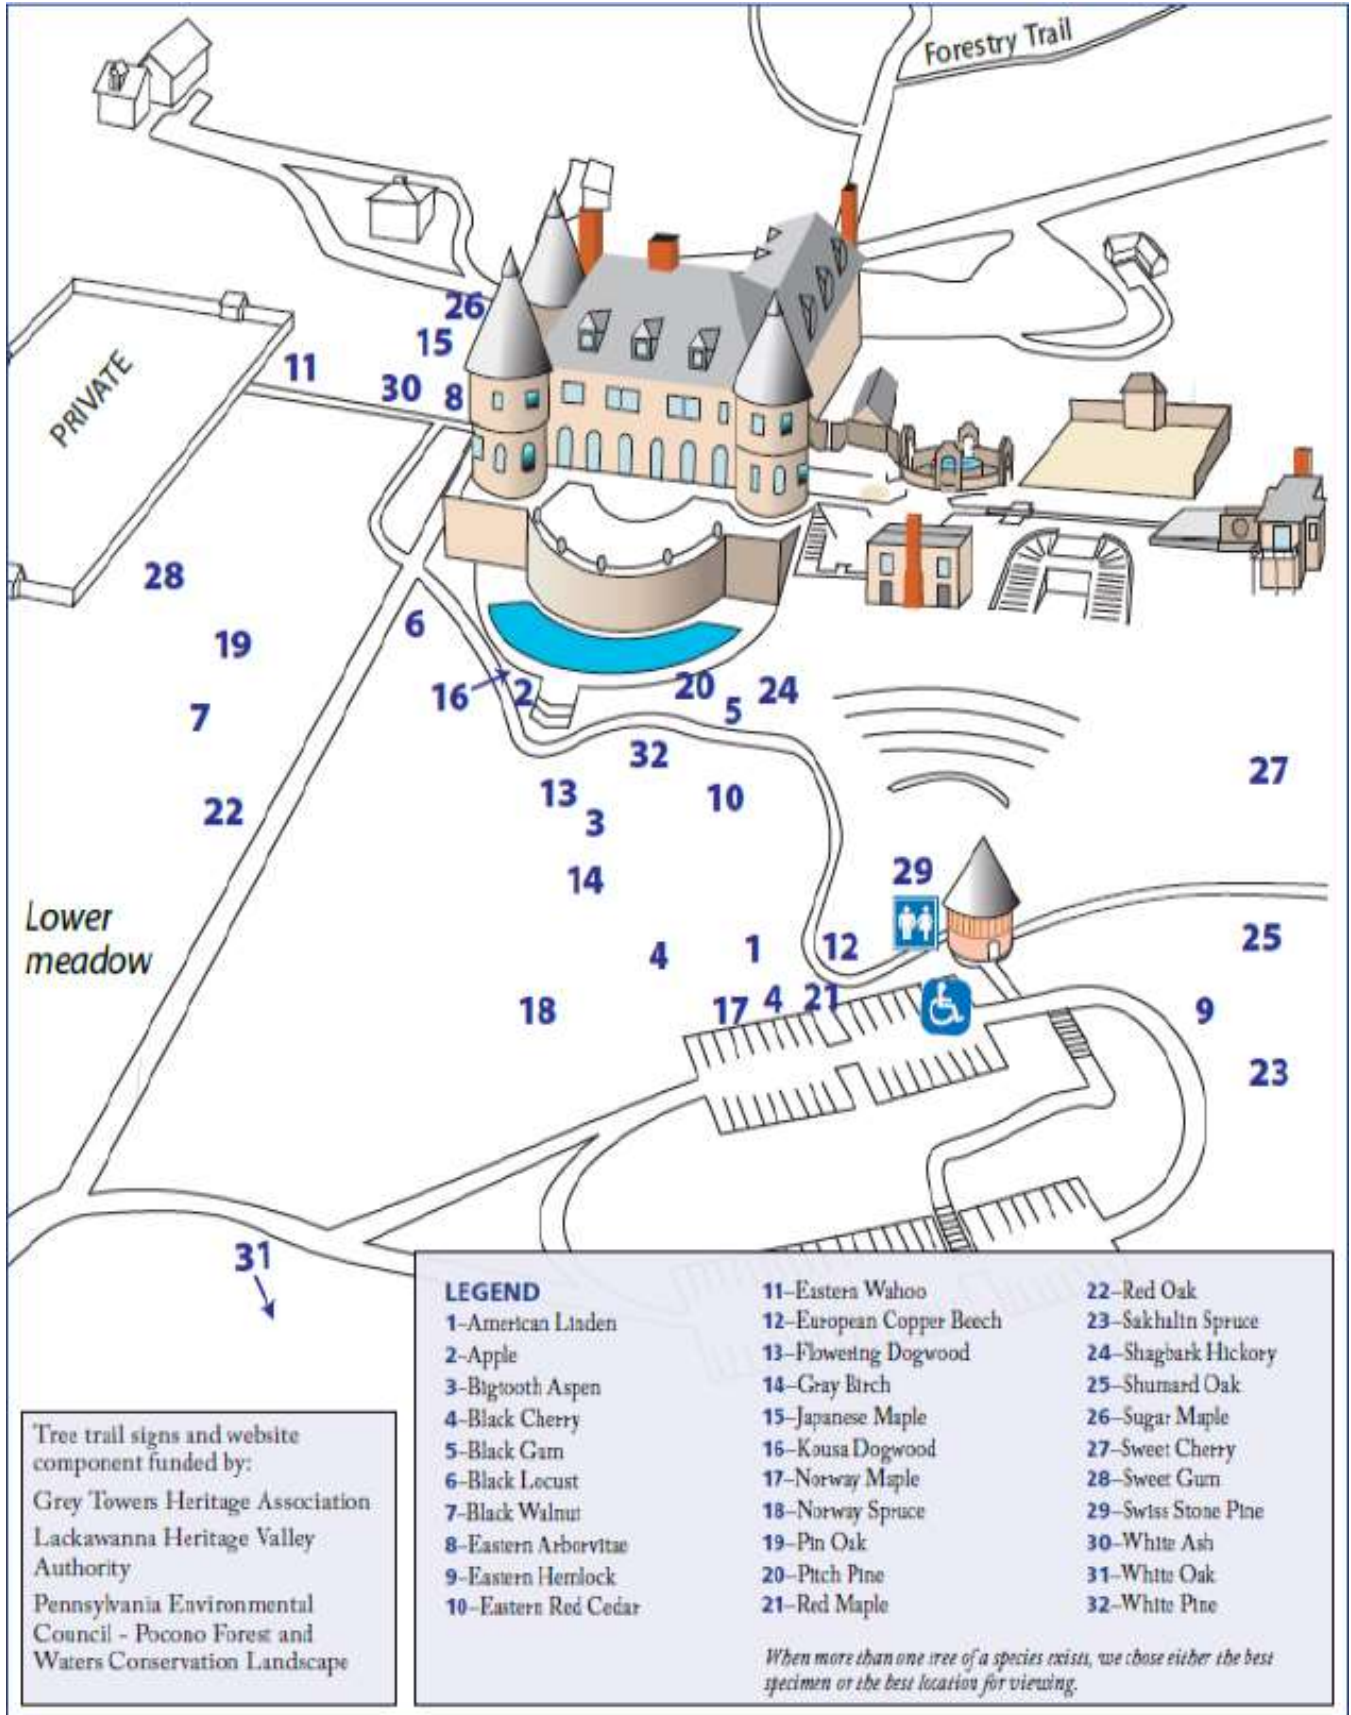 Forestry Trail
26
15
11
30
8
PRIVATE
28
6
19
16
2
20
24
5
7
32
27
13
10
3
22
14
29
Lower
meadow
4
1
12
25
18
17
4
21
9
23
31
LEGEND
1–American Linden
2–Apple
3–Bigtooth Aspen
4–Black Cherry
5–Black Gum
6–Black Locust
7–Black Walnut
8–Eastern Arborvitae
9–Eastern Hemlock
10–Eastern Red Cedar
11–Eastern Wahoo
12–European Copper Beech
13–Flowering Dogwood
14–Gray Birch
15–Japanese Maple
16–Kousa Dogwood
17–Norway Maple
18–Norway Spruce
19–Pin Oak
20–Pitch Pine
21–Red Maple
22–Red Oak
23–Sakhalin Spruce
24–Shagbark Hickory
25–Shumard Oak
26–Sugar Maple
27–Sweet Cherry
28–Sweet Gum
29–Swiss Stone Pine
30–White Ash
31–White Oak
32–White Pine
When more than one tree of a species exists, we chose either the best
specimen or the best location for viewing.
Tree trail signs and website
component funded by:
Grey Towers Heritage Association
Lackawanna Heritage Valley
Authority
Pennsylvania Environmental
Council - Pocono Forest and
Waters Conservation Landscape